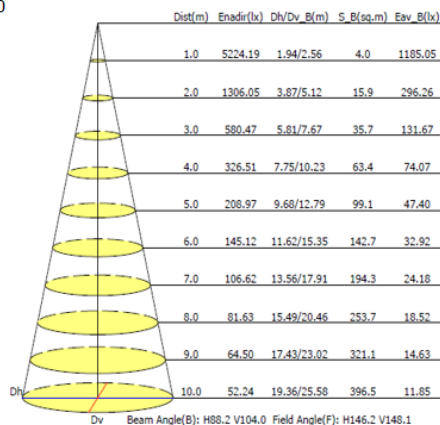 0
Dist(m) Enadir(lx) Dh/Dv_B(m) S_B(sq.m) Eav_B(lx)
1.0 5224.19 1.94/2.56 4.0 1185.05
2.0 1306.05 3.87/5.12 15.9 296.26
3.0 580.47 5.81/7.67 35.7 131.67
4.0 326.51 7.75/10.23 63.4 74.07
5.0 208.97 9.68/12.79 99.1 47.40
6.0 145.12 11.62/15.35 142.7 32.92
7.0 106.62 13.56/17.91 194.3 24.18
8.0 81.63 15.49/20.46 253.7 18.52
9.0 64.50 17.43/23.02 321.1 14.63
Dh 10.0 52.24 19.36/25.58 396.5 11.85
Dv Beam Angle(B): H88.2 V104.0 Field Angle(F): H146.2 V148.1